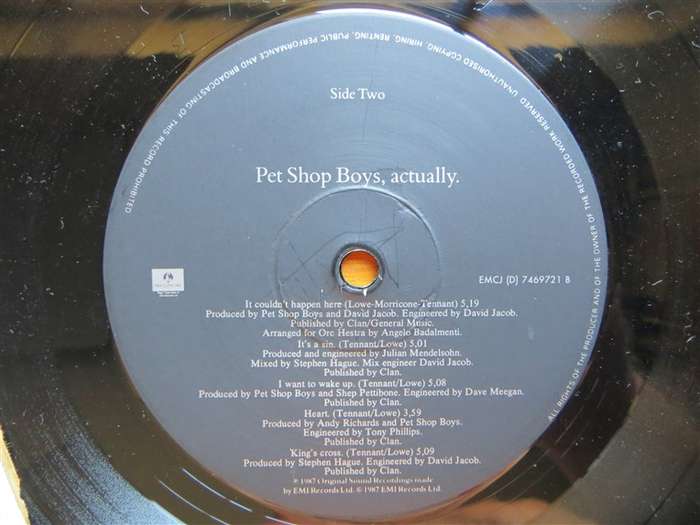 ALL RIGHTS OF THE PRODUCER AND OF THE OWNER OF THE RECORDED WORK RESERVED. UNAUTHORISED COPYING, HIRING, RENTING, PUBLIC PERFORMANCE AND BROADCASTING OF THIS RECORD PROHIBITED
Side Two
Pet Shop Boys, actually.
EMCJ (D) 7469721 B
It couldn't happen here (Lowe-Morricone-Tennant) 5,19
Produced by Pet Shop Boys and David Jacob. Engineered by David Jacob.
Published by Clan/General Music.
Arranged for Orc Hestra by Angelo Badalmenti.
It's a sin. (Tennant/Lowe) 5,01
Produced and engineered by Julian Mendelsohn.
Mixed by Stephen Hague. Mix engineer David Jacob.
Published by Clan.
I want to wake up. (Tennant/Lowe) 5,08
Produced by Pet Shop Boys and Shep Pettibone. Engineered by Dave Meegan.
Published by Clan.
Heart. (Tennant/Lowe) 3,59
Produced by Andy Richards and Pet Shop Boys.
Engineered by Tony Phillips.
Published by Clan.
'King's cross. (Tennant/Lowe) 5,09
Produced by Stephen Hague. Engineered by David Jacob.
Published by Clan.
℗ 1987 Original Sound Recordings made
by EMI Records Ltd. © 1987 EMI Records Ltd.